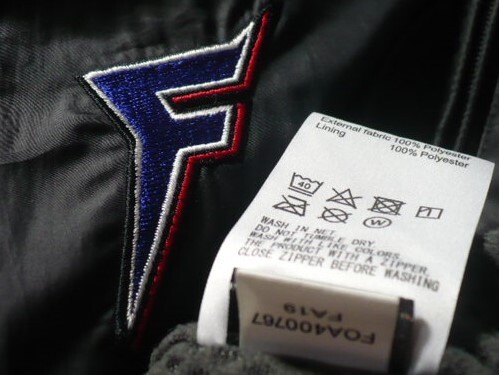 F
External fabric 100% Polyester
Lining
100% Polyester
40
W
WASH IN NET.
DO NOT TUMBLE DRY
WASH WITH LIKE COLORS.
THE PRODUCT WITH A ZIPPER.
CLOSE ZIPPER BEFORE WASHING
FOA400767
FA19